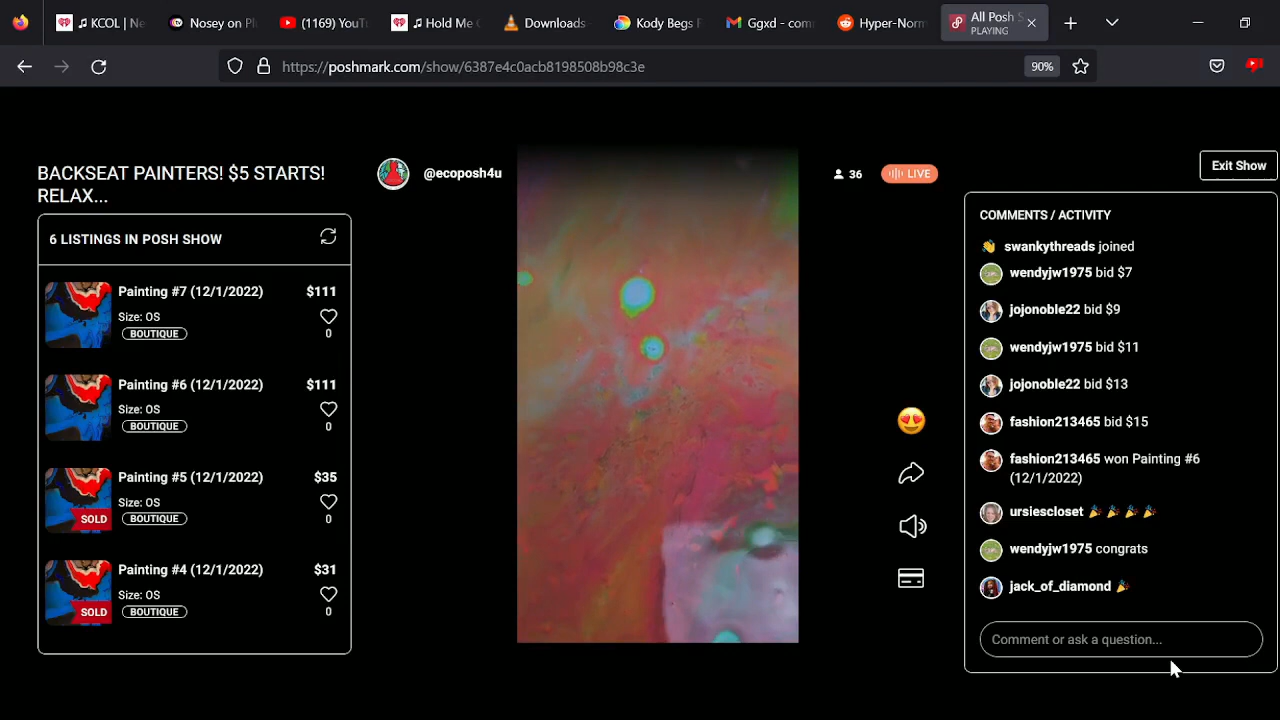 ♫ KCOL | Ne
Nosey on Pl
(1169) YouTu
♫ Hold Me C
Downloads
Kody Begs F
Ggxd - com
Hyper-Norm
All Posh S
PLAYING
https://poshmark.com/show/6387e4c0acb8198508b98c3e
90%
BACKSEAT PAINTERS! $5 STARTS!
RELAX...
@ecoposh4u
36
LIVE
Exit Show
6 LISTINGS IN POSH SHOW
Painting #7 (12/1/2022) $111
Size: OS
BOUTIQUE
0
Painting #6 (12/1/2022) $111
Size: OS
BOUTIQUE
0
Painting #5 (12/1/2022) $35
Size: OS
SOLD
BOUTIQUE
0
Painting #4 (12/1/2022) $31
Size: OS
SOLD
BOUTIQUE
0
COMMENTS / ACTIVITY
👋 swankythreads joined
wendyjw1975 bid $7
jojonoble22 bid $9
wendyjw1975 bid $11
jojonoble22 bid $13
fashion213465 bid $15
fashion213465 won Painting #6
(12/1/2022)
ursiescloset 🎉 🎉 🎉 🎉
wendyjw1975 congrats
jack_of_diamond 🎉
Comment or ask a question...